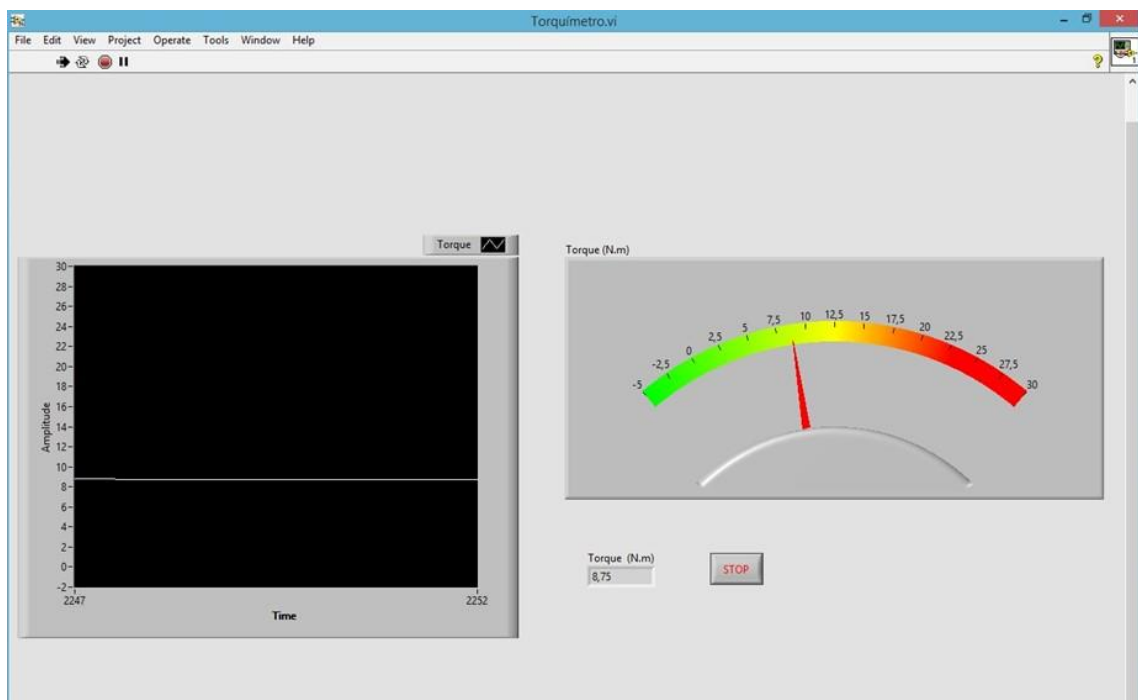 Torquímetro.vi
File Edit View Project Operate Tools Window Help
1
Torque
30
28
26
24
22
20
18
16
14
12
10
8
6
4
2
0
-2
Amplitude
2247 2252
Time
Torque (N.m)
-5 -2,5 0 2,5 5 7,5 10 12,5 15 17,5 20 22,5 25 27,5 30
Torque (N.m)
8,75
STOP